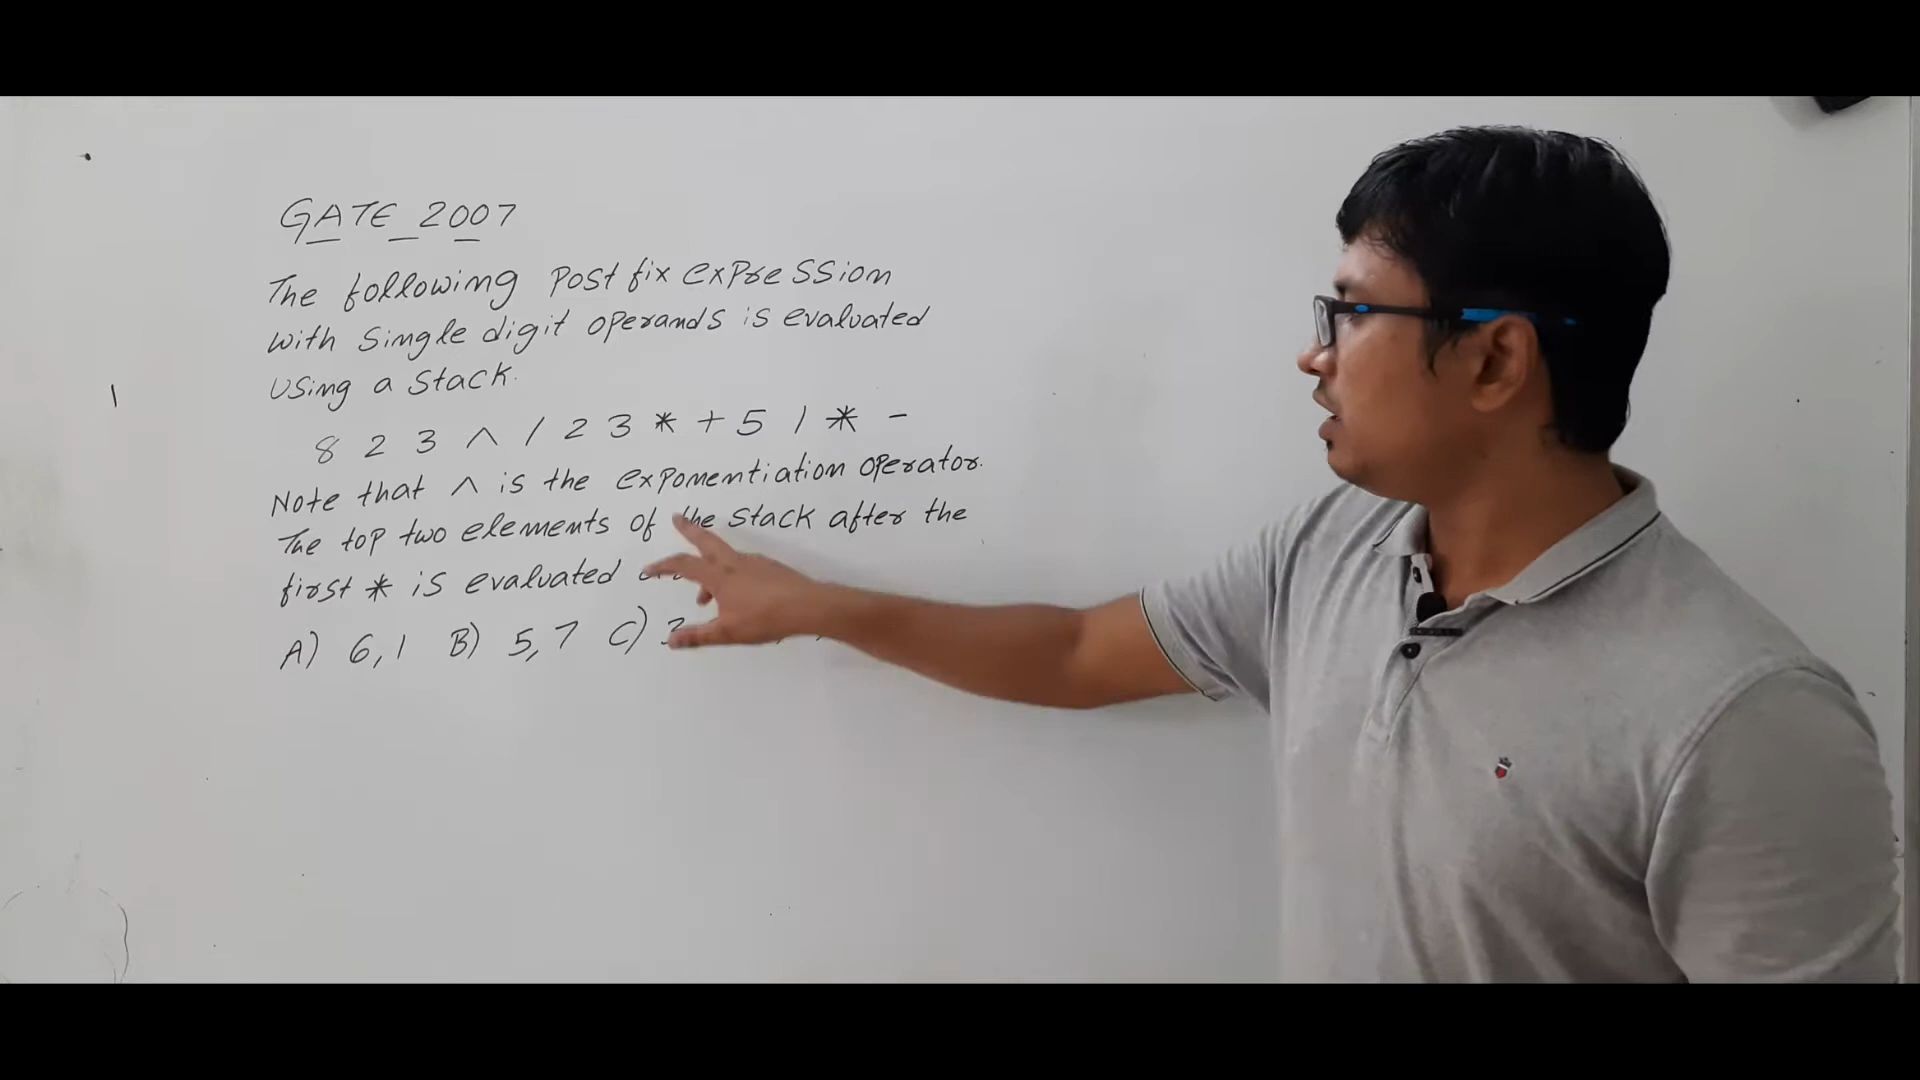 GATE_2007
The following Postfix expression
with single digit operands is evaluated
using a stack.
8 2 3 ^ / 2 3 * + 5 1 * -
Note that ^ is the exponentiation operator.
The top two elements of the stack after the
first * is evaluated
A) 6,1 B) 5,7 C) 3